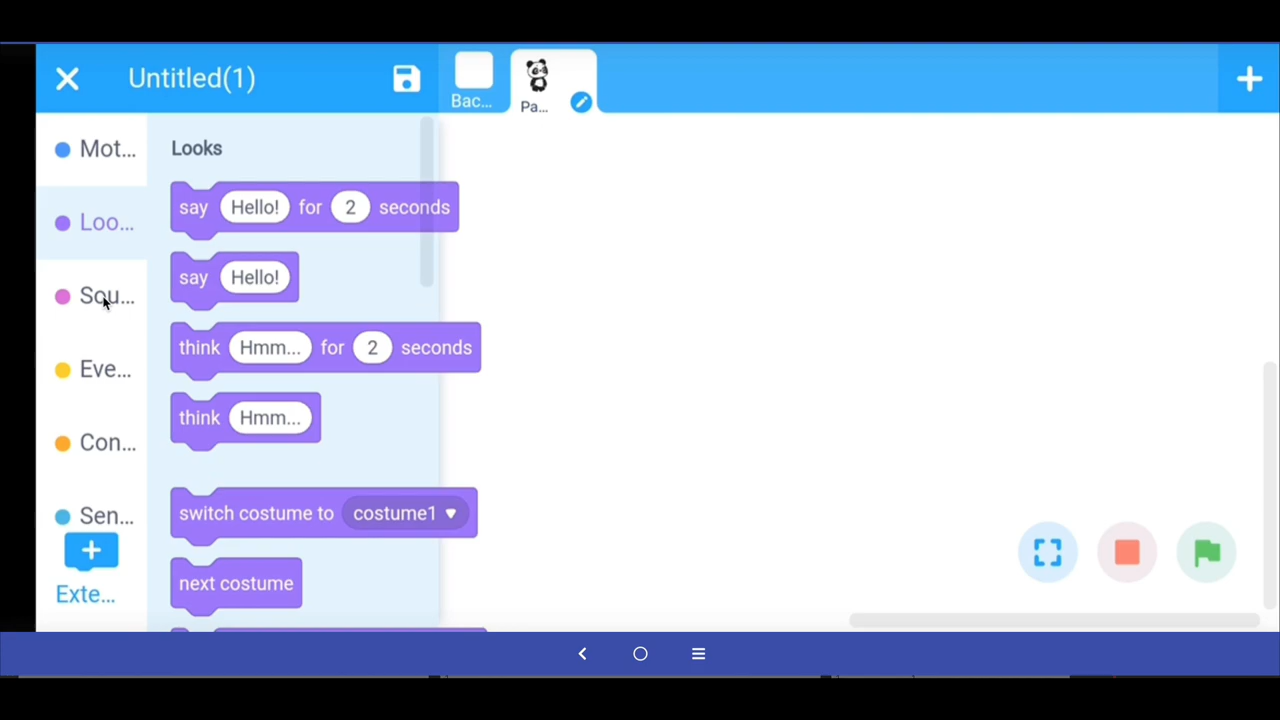 Untitled(1)
Bac...
Pa...
Mot...
Loo...
Sou...
Eve...
Con...
Sen...
Exte...
Looks
say Hello! for 2 seconds
say Hello!
think Hmm... for 2 seconds
think Hmm...
switch costume to costume1
next costume